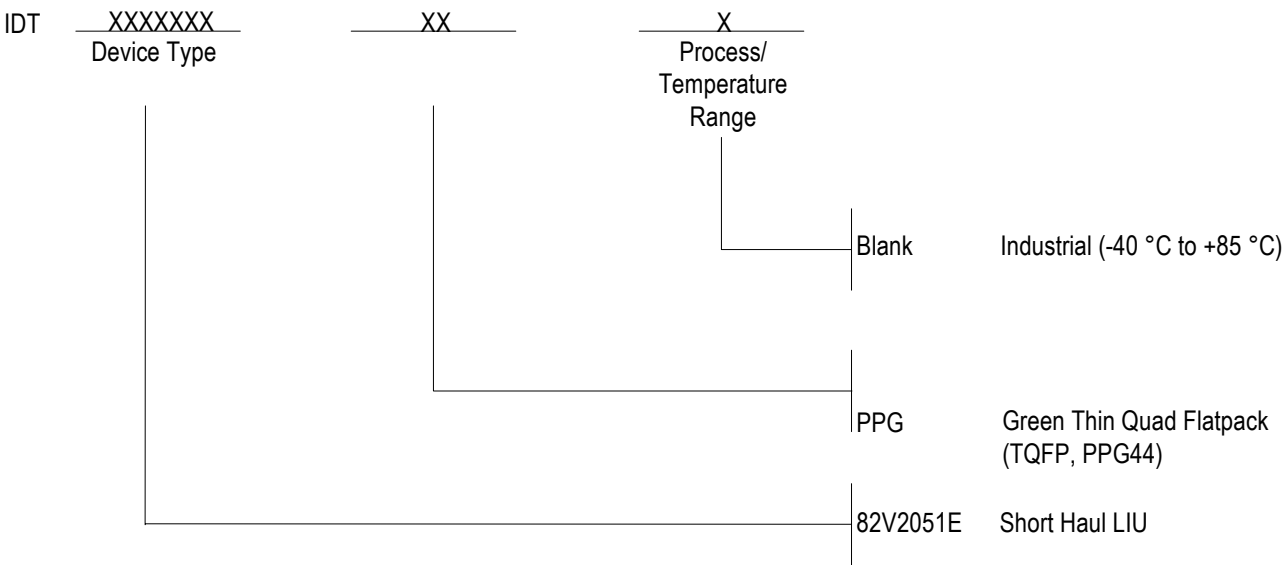 IDT XXXXXXX XX X
Device Type Process/
Temperature
Range
Blank Industrial (-40 °C to +85 °C)
PPG Green Thin Quad Flatpack
(TQFP, PPG44)
82V2051E Short Haul LIU